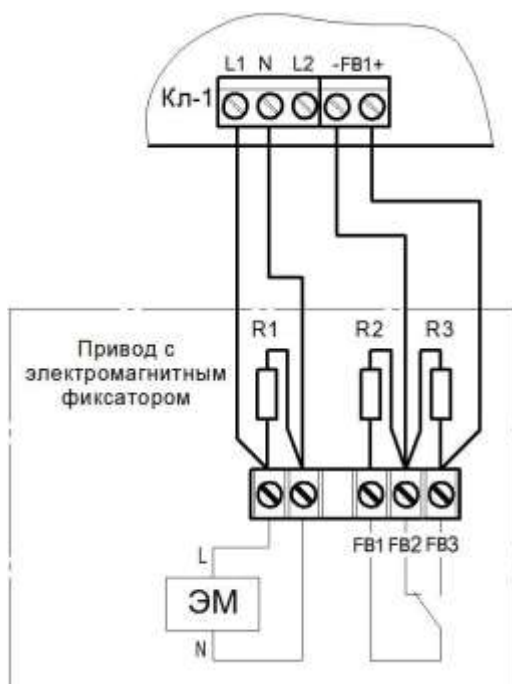 L1 N L2 -FB1+
Кл-1
R1 R2 R3
Привод с
электромагнитным
фиксатором
FB1 FB2 FB3
L
ЭМ
N